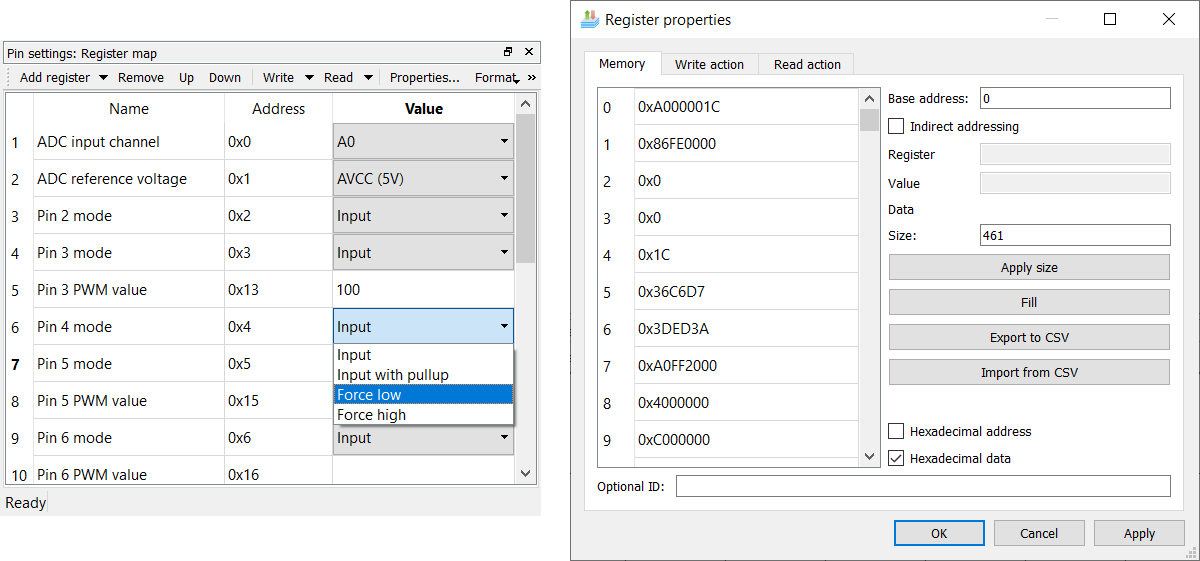 Pin settings: Register map
Add register Remove Up Down Write Read Properties... Format »
Name Address Value
1 ADC input channel 0x0 A0
2 ADC reference voltage 0x1 AVCC (5V)
3 Pin 2 mode 0x2 Input
4 Pin 3 mode 0x3 Input
5 Pin 3 PWM value 0x13 100
6 Pin 4 mode 0x4 Input
7 Pin 5 mode 0x5
8 Pin 5 PWM value 0x15
Input
Input with pullup
Force low
Force high
9 Pin 6 mode 0x6 Input
10 Pin 6 PWM value 0x16
Ready
Register properties
Memory Write action Read action
0 0xA000001C
1 0x86FE0000
2 0x0
3 0x0
4 0x1C
5 0x36C6D7
6 0x3DED3A
7 0xA0FF2000
8 0x4000000
9 0xC000000
Base address: 0
Indirect addressing
Register
Value
Data
Size: 461
Apply size
Fill
Export to CSV
Import from CSV
Hexadecimal address
Hexadecimal data
Optional ID:
OK Cancel Apply